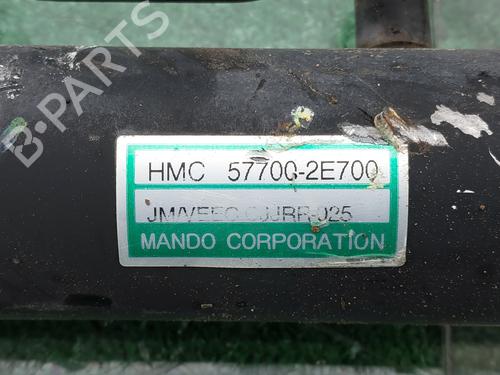 B-PARTS
HMC 57700-2E700
MANDO CORPORATION